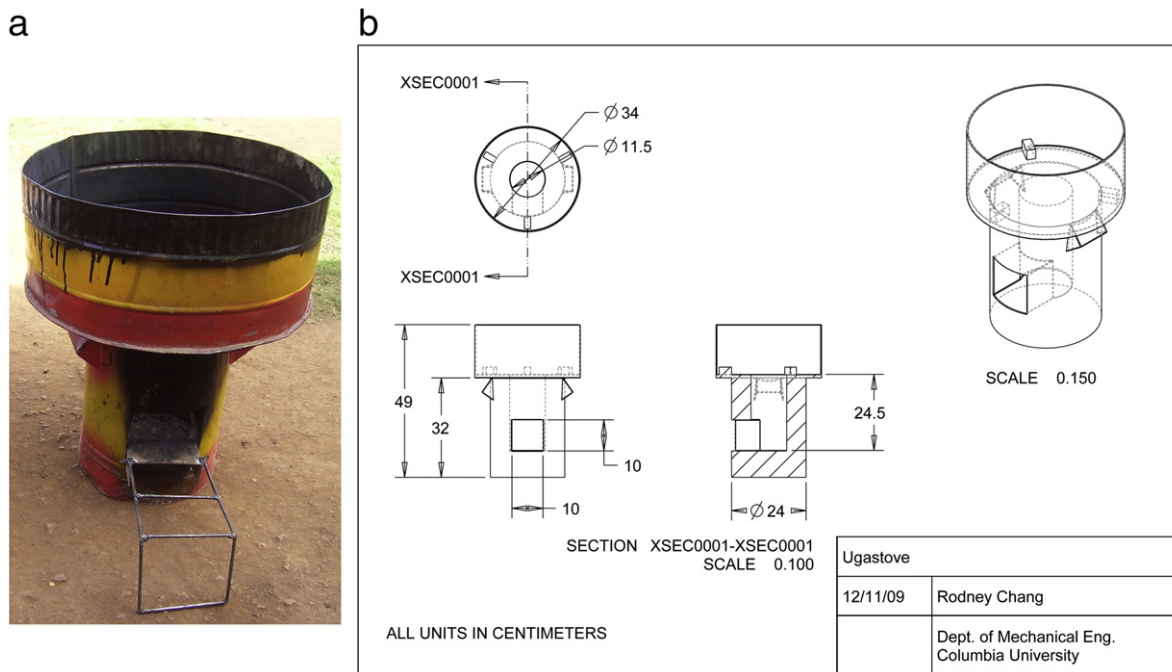 a
b
XSEC0001
Ø 34
Ø 11.5
XSEC0001
SCALE 0.150
49
32
10
10
24.5
Ø 24
SECTION XSEC0001-XSEC0001
SCALE 0.100
ALL UNITS IN CENTIMETERS
Ugastove
12/11/09 Rodney Chang
Dept. of Mechanical Eng.
Columbia University